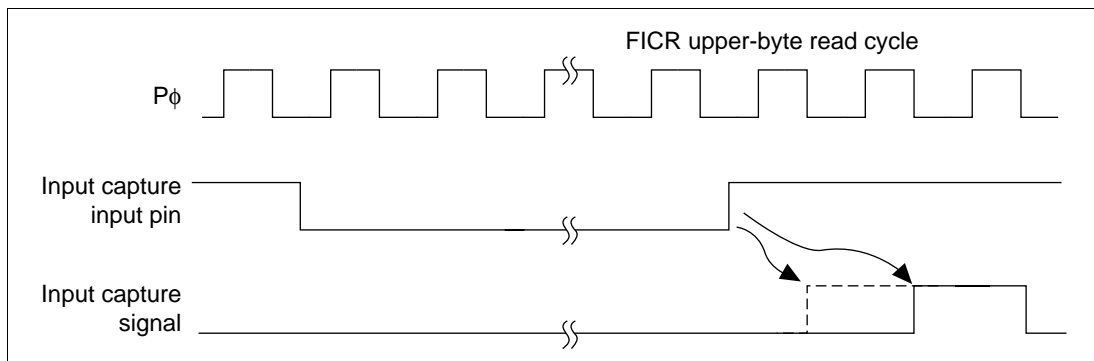 FICR upper-byte read cycle
Pϕ
Input capture
input pin
Input capture
signal